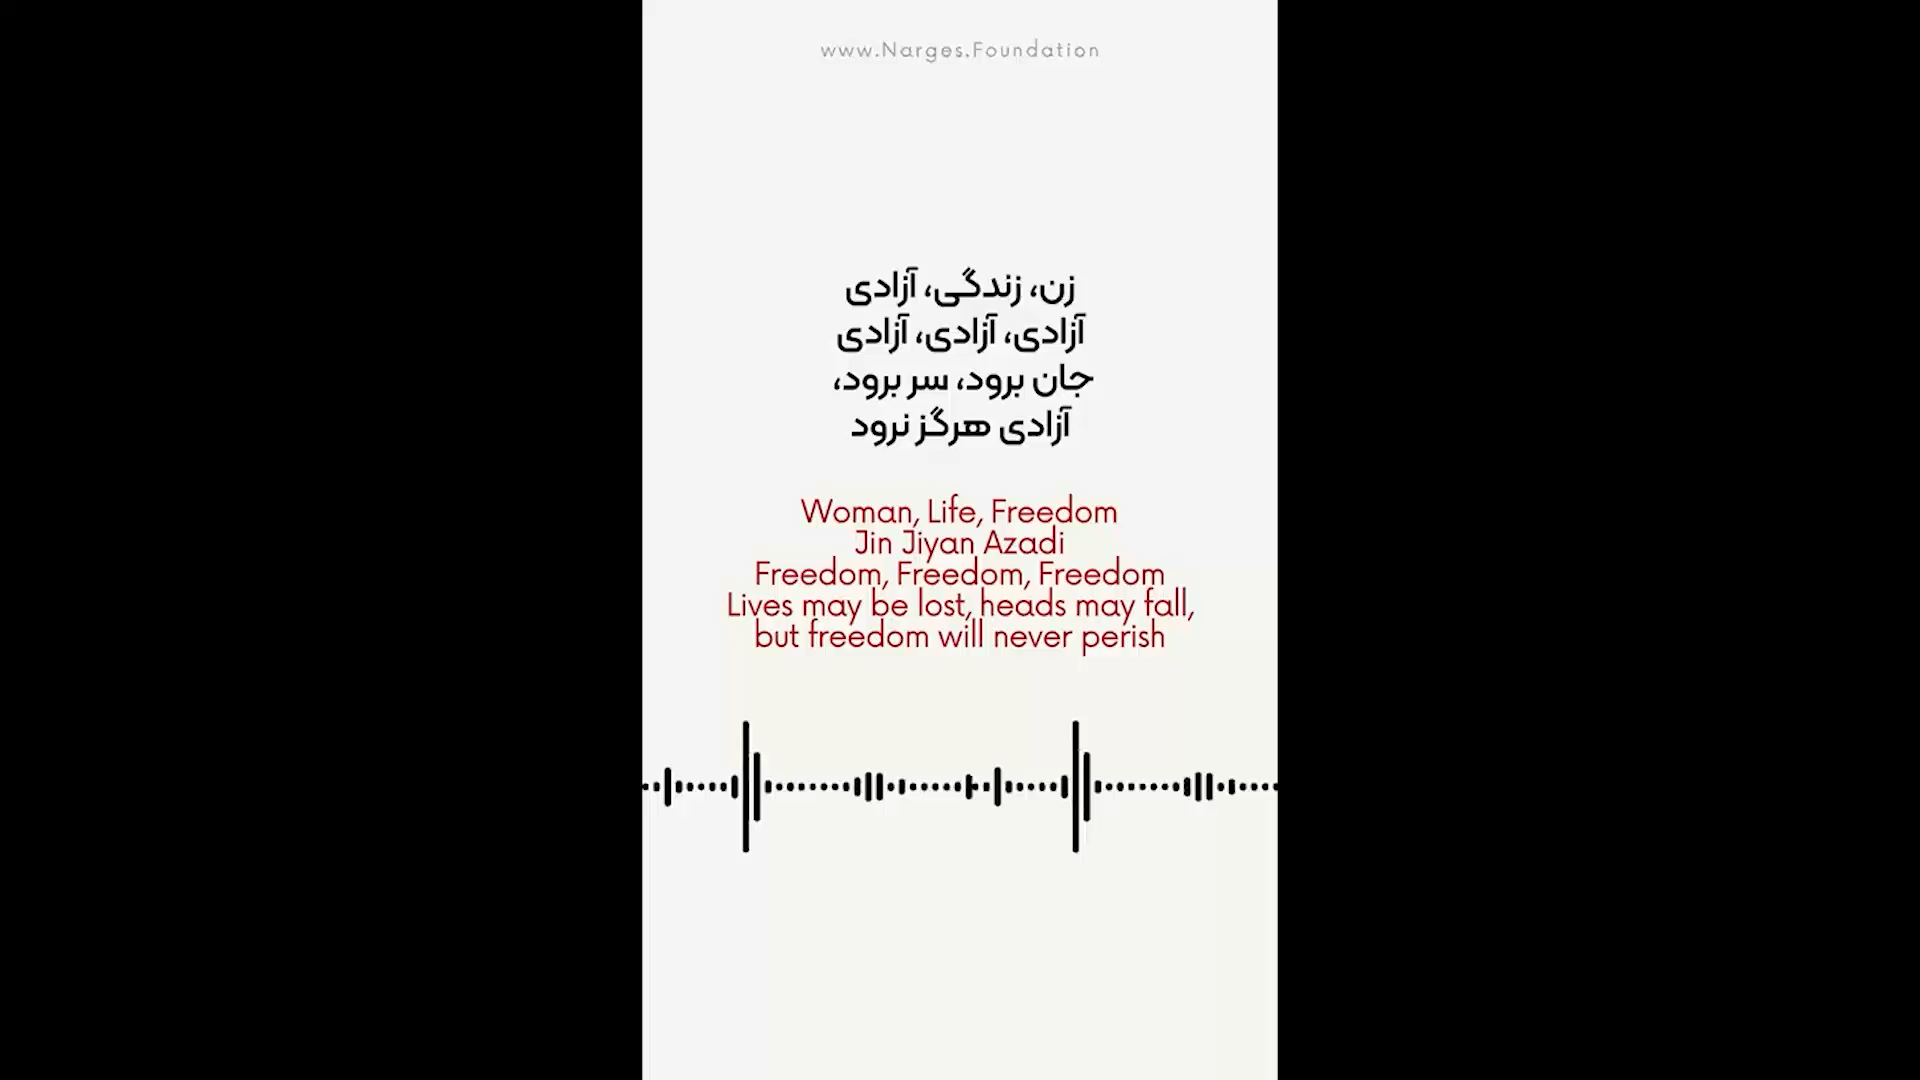 www.Narges.Foundation
زن، زندگی، آزادی
آزادی، آزادی، آزادی
جان برود، سر برود،
آزادی هرگز نرود
Woman, Life, Freedom
Jin Jiyan Azadi
Freedom, Freedom, Freedom
Lives may be lost, heads may fall,
but freedom will never perish